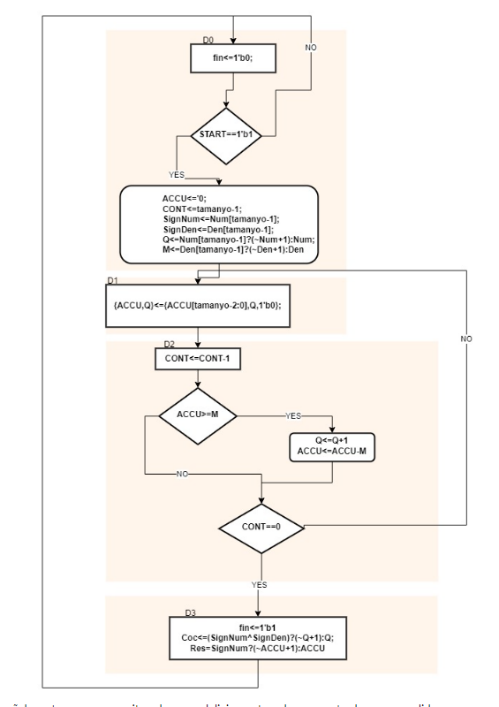 D0
fin<=1'b0;
NO
START==1'b1
YES
ACCU<='0;
CONT<=tamanyo-1;
SignNum<=Num[tamanyo-1];
SignDen<=Den[tamanyo-1];
Q<=Num[tamanyo-1]?(~Num+1):Num;
M<=Den[tamanyo-1]?(~Den+1):Den
D1
{ACCU,Q}<={ACCU[tamanyo-2:0],Q,1'b0};
NO
D2
CONT<=CONT-1
ACCU>=M
YES
Q<=Q+1
ACCU<=ACCU-M
NO
CONT==0
YES
D3
fin<=1'b1
Coc<=(SignNum^SignDen)?(~Q+1):Q;
Res=SignNum?(~ACCU+1):ACCU